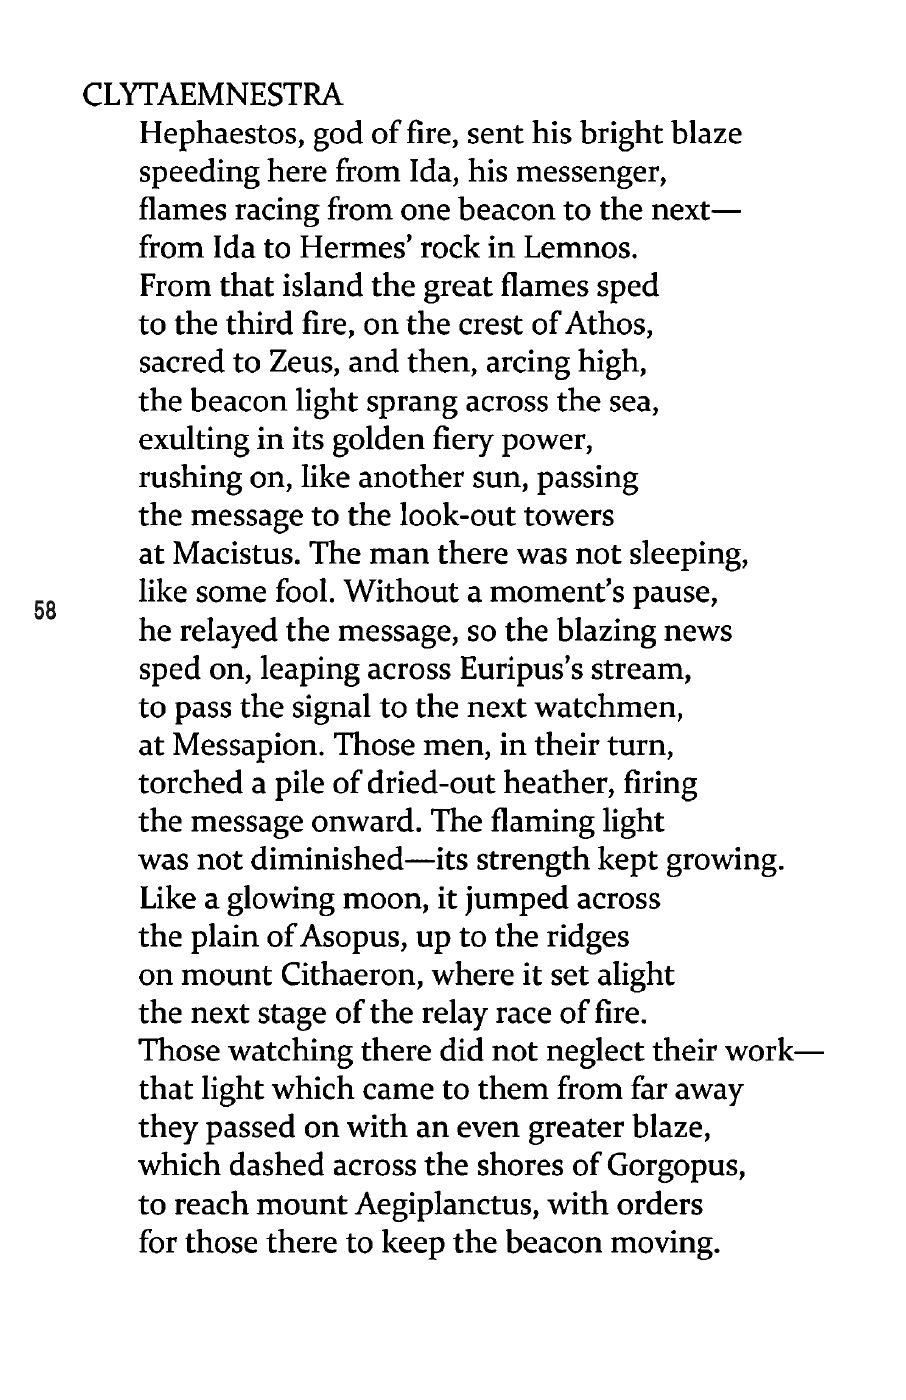 CLYTAEMNESTRA
Hephaestos, god of fire, sent his bright blaze
speeding here from Ida, his messenger,
flames racing from one beacon to the next—
from Ida to Hermes’ rock in Lemnos.
From that island the great flames sped
to the third fire, on the crest of Athos,
sacred to Zeus, and then, arcing high,
the beacon light sprang across the sea,
exulting in its golden fiery power,
rushing on, like another sun, passing
the message to the look-out towers
at Macistus. The man there was not sleeping,
like some fool. Without a moment’s pause,
58
he relayed the message, so the blazing news
sped on, leaping across Euripus’s stream,
to pass the signal to the next watchmen,
at Messapion. Those men, in their turn,
torched a pile of dried-out heather, firing
the message onward. The flaming light
was not diminished—its strength kept growing.
Like a glowing moon, it jumped across
the plain of Asopus, up to the ridges
on mount Cithaeron, where it set alight
the next stage of the relay race of fire.
Those watching there did not neglect their work—
that light which came to them from far away
they passed on with an even greater blaze,
which dashed across the shores of Gorgopus,
to reach mount Aegiplanctus, with orders
for those there to keep the beacon moving.